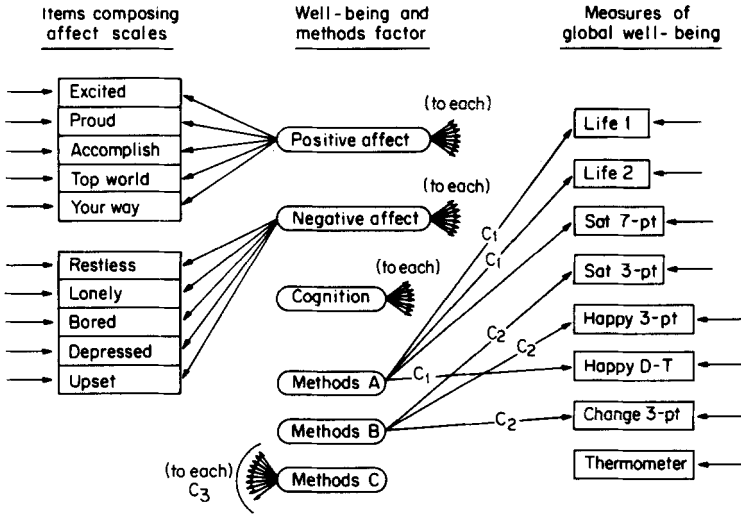 Items composing
affect scales
Well-being and
methods factor
Measures of
global well-being
Excited
Proud
Accomplish
Top world
Your way
Restless
Lonely
Bored
Depressed
Upset
Positive affect
(to each)
Negative affect
(to each)
Cognition
(to each)
Methods A
Methods B
Methods C
(to each)
C3
C1
C1
C1
C2
C2
C2
Life 1
Life 2
Sat 7-pt
Sat 3-pt
Happy 3-pt
Happy D-T
Change 3-pt
Thermometer